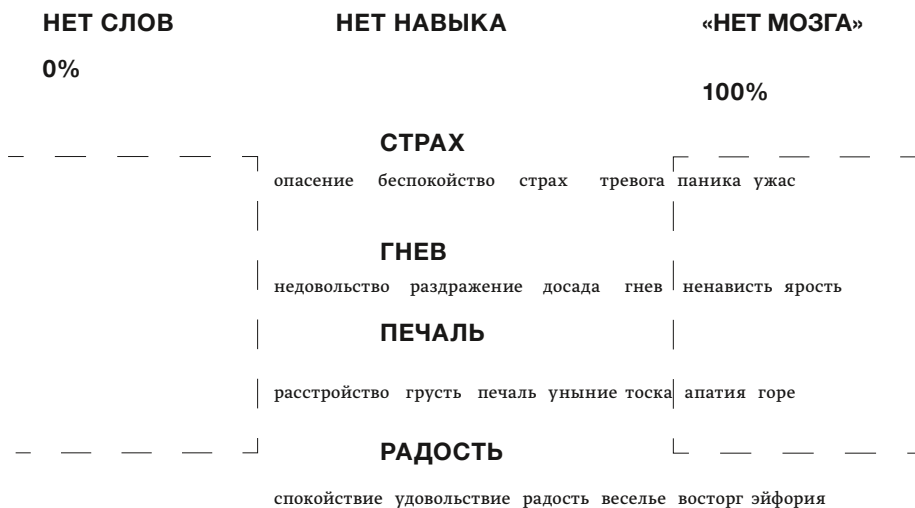 НЕТ СЛОВ НЕТ НАВЫКА «НЕТ МОЗГА»
0%
100%
СТРАХ
опасение беспокойство страх тревога паника ужас
ГНЕВ
недовольство раздражение досада гнев ненависть ярость
ПЕЧАЛЬ
расстройство грусть печаль уныние тоска апатия горе
РАДОСТЬ
спокойствие удовольствие радость веселье восторг эйфория